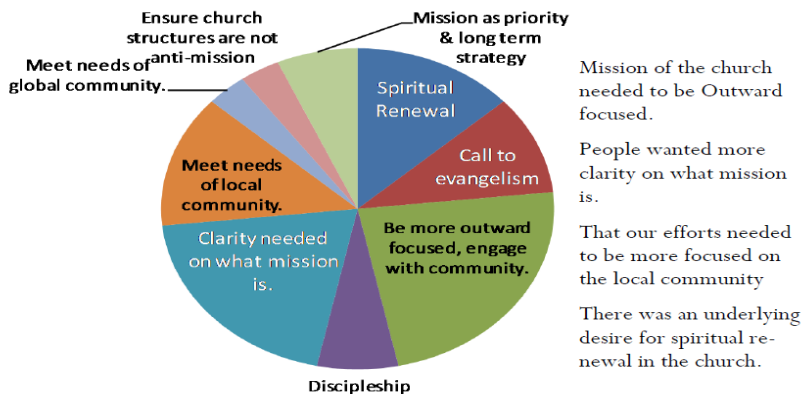 Ensure church
structures are not
anti-mission
Mission as priority
& long term
strategy
Meet needs of
global community.
Spiritual
Renewal
Call to
evangelism
Meet needs
of local
community.
Be more outward
focused, engage
with community.
Clarity needed
on what mission
is.
Discipleship
Mission of the church
needed to be Outward
focused.
People wanted more
clarity on what mission
is.
That our efforts needed
to be more focused on
the local community
There was an underlying
desire for spiritual re-
newal in the church.